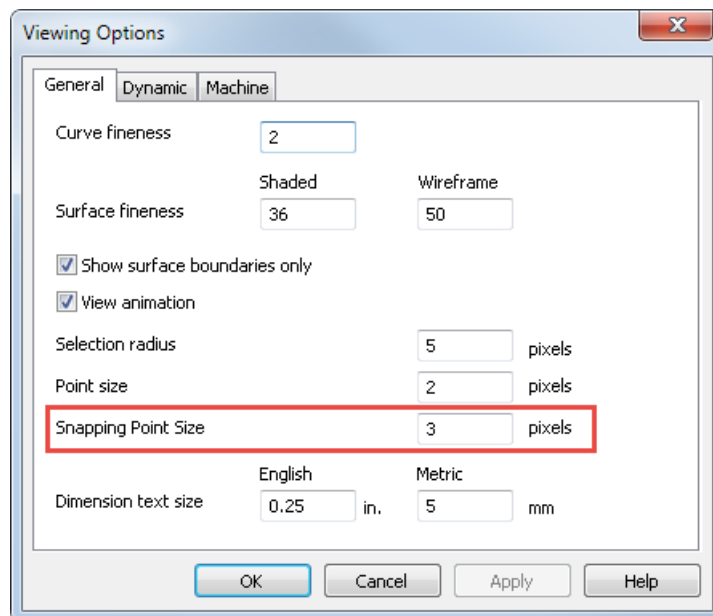 Viewing Options
General Dynamic Machine
Curve fineness 2
Shaded Wireframe
Surface fineness 36 50
Show surface boundaries only
View animation
Selection radius 5 pixels
Point size 2 pixels
Snapping Point Size 3 pixels
English Metric
Dimension text size 0.25 in. 5 mm
OK Cancel Apply Help